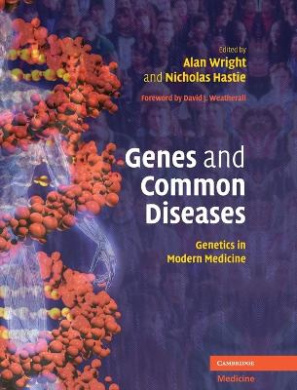 Edited by
Alan Wright
and Nicholas Hastie
Foreword by David J. Weatherall
Genes and
Common
Diseases
Genetics in
Modern Medicine
CAMBRIDGE
Medicine